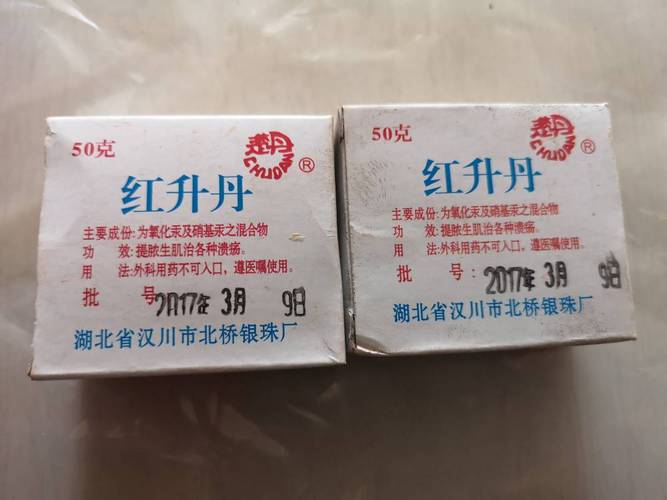 50克
楚丹
CHUDAN
®
红升丹
主要成份:为氧化汞及硝基汞之混合物
功 效:提脓生肌治各种溃疡。
用 法:外科用药不可入口，遵医嘱使用。
批 号 2017年 3月 9日
湖北省汉川市北桥银珠厂
50克
楚丹
CHUDAN
®
红升丹
主要成份:为氧化汞及硝基汞之混合物
功 效:提脓生肌治各种溃疡。
用 法:外科用药不可入口，遵医嘱使用。
批 号: 2017年 3月 9日
湖北省汉川市北桥银珠厂